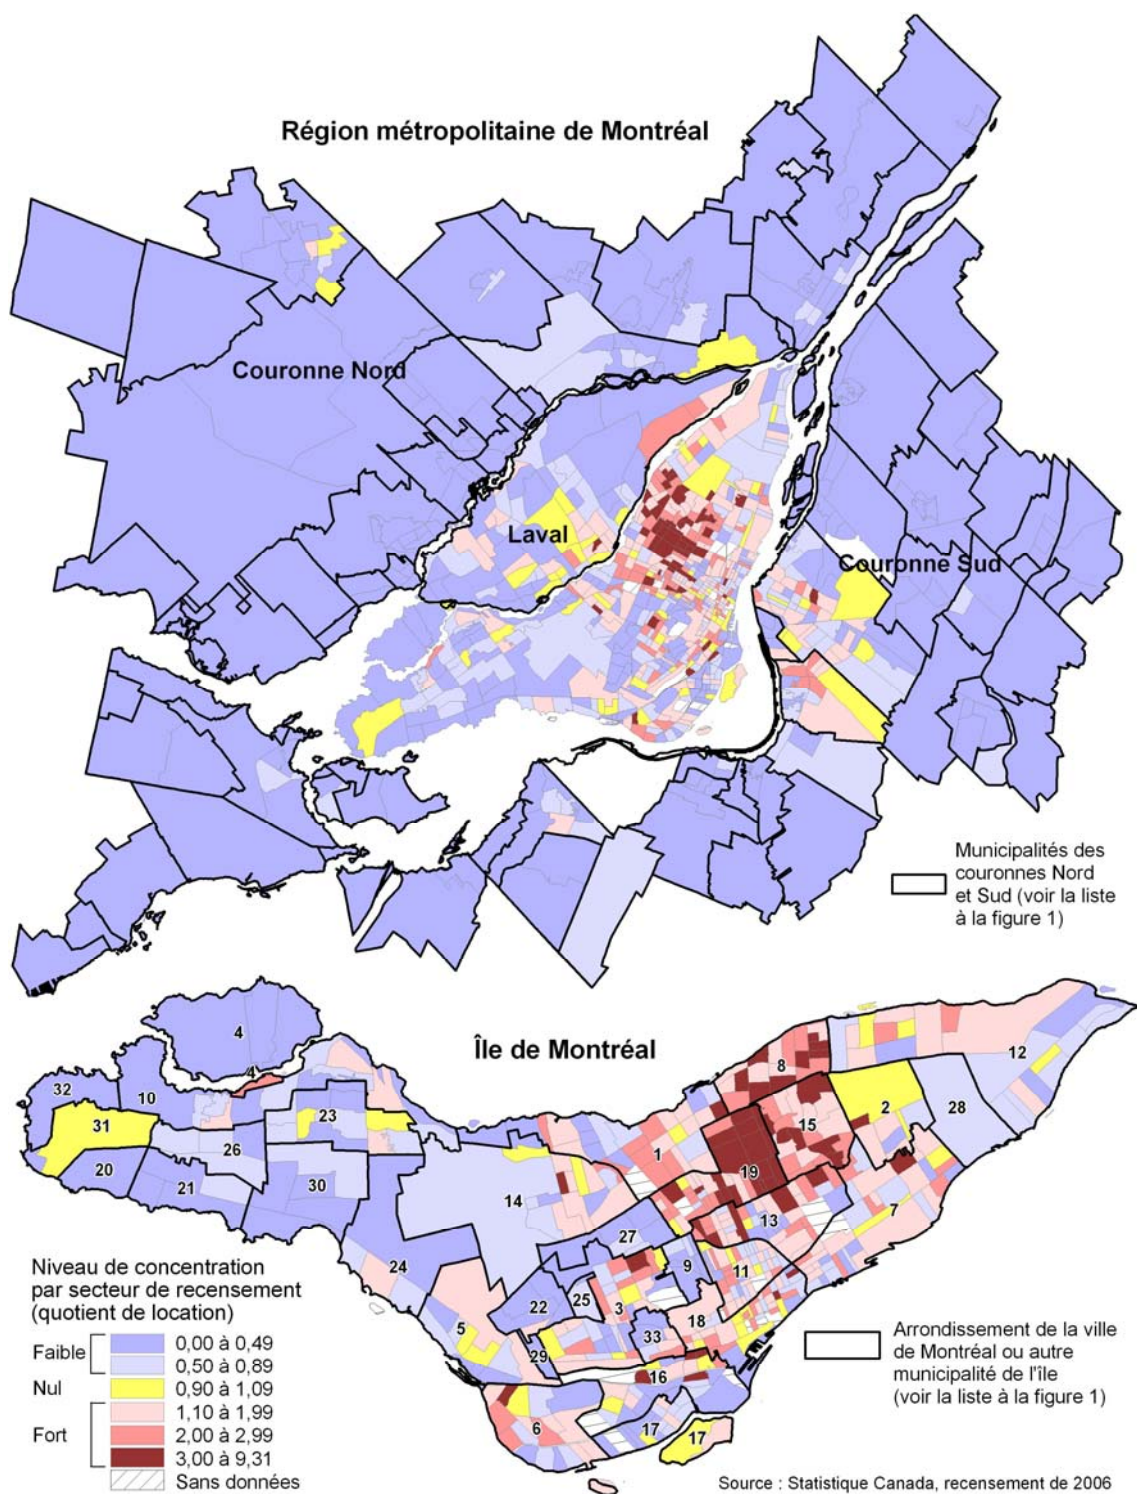 Région métropolitaine de Montréal
Couronne Nord
Laval
Couronne Sud
Municipalités des
couronnes Nord
et Sud (voir la liste
à la figure 1)
Île de Montréal
4
4
32
10
31
23
26
20
21
30
14
24
27
22
25
3
9
5
29
33
18
16
6
17
17
1
19
8
15
2
28
12
13
7
11
Niveau de concentration
par secteur de recensement
(quotient de location)
Faible
0,00 à 0,49
0,50 à 0,89
Nul
0,90 à 1,09
Fort
1,10 à 1,99
2,00 à 2,99
3,00 à 9,31
Sans données
Arrondissement de la ville
de Montréal ou autre
municipalité de l'île
(voir la liste à la figure 1)
Source : Statistique Canada, recensement de 2006